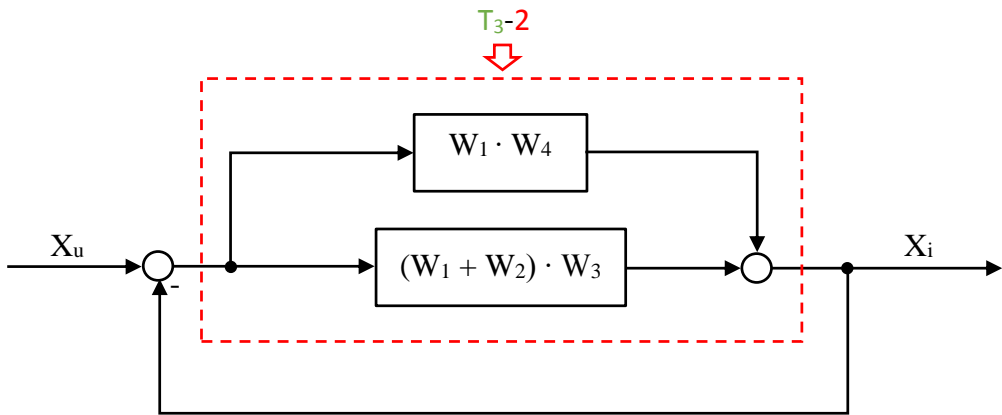 T₃-2
W₁ · W₄
Xᵤ
(W₁ + W₂) · W₃
Xᵢ
-